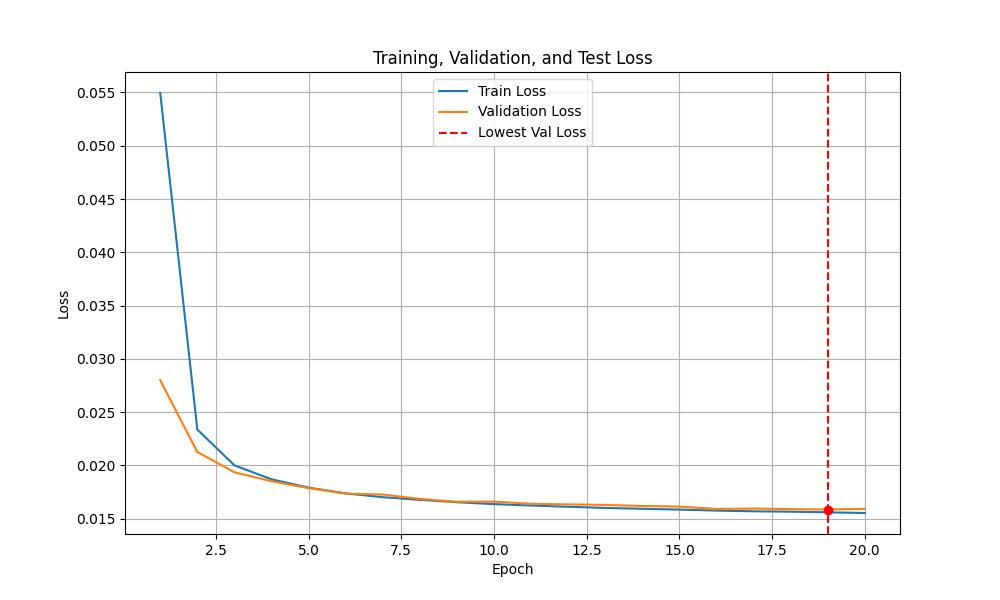 Training, Validation, and Test Loss
Train Loss
Validation Loss
Lowest Val Loss
Loss
0.055
0.050
0.045
0.040
0.035
0.030
0.025
0.020
0.015
2.5 5.0 7.5 10.0 12.5 15.0 17.5 20.0
Epoch